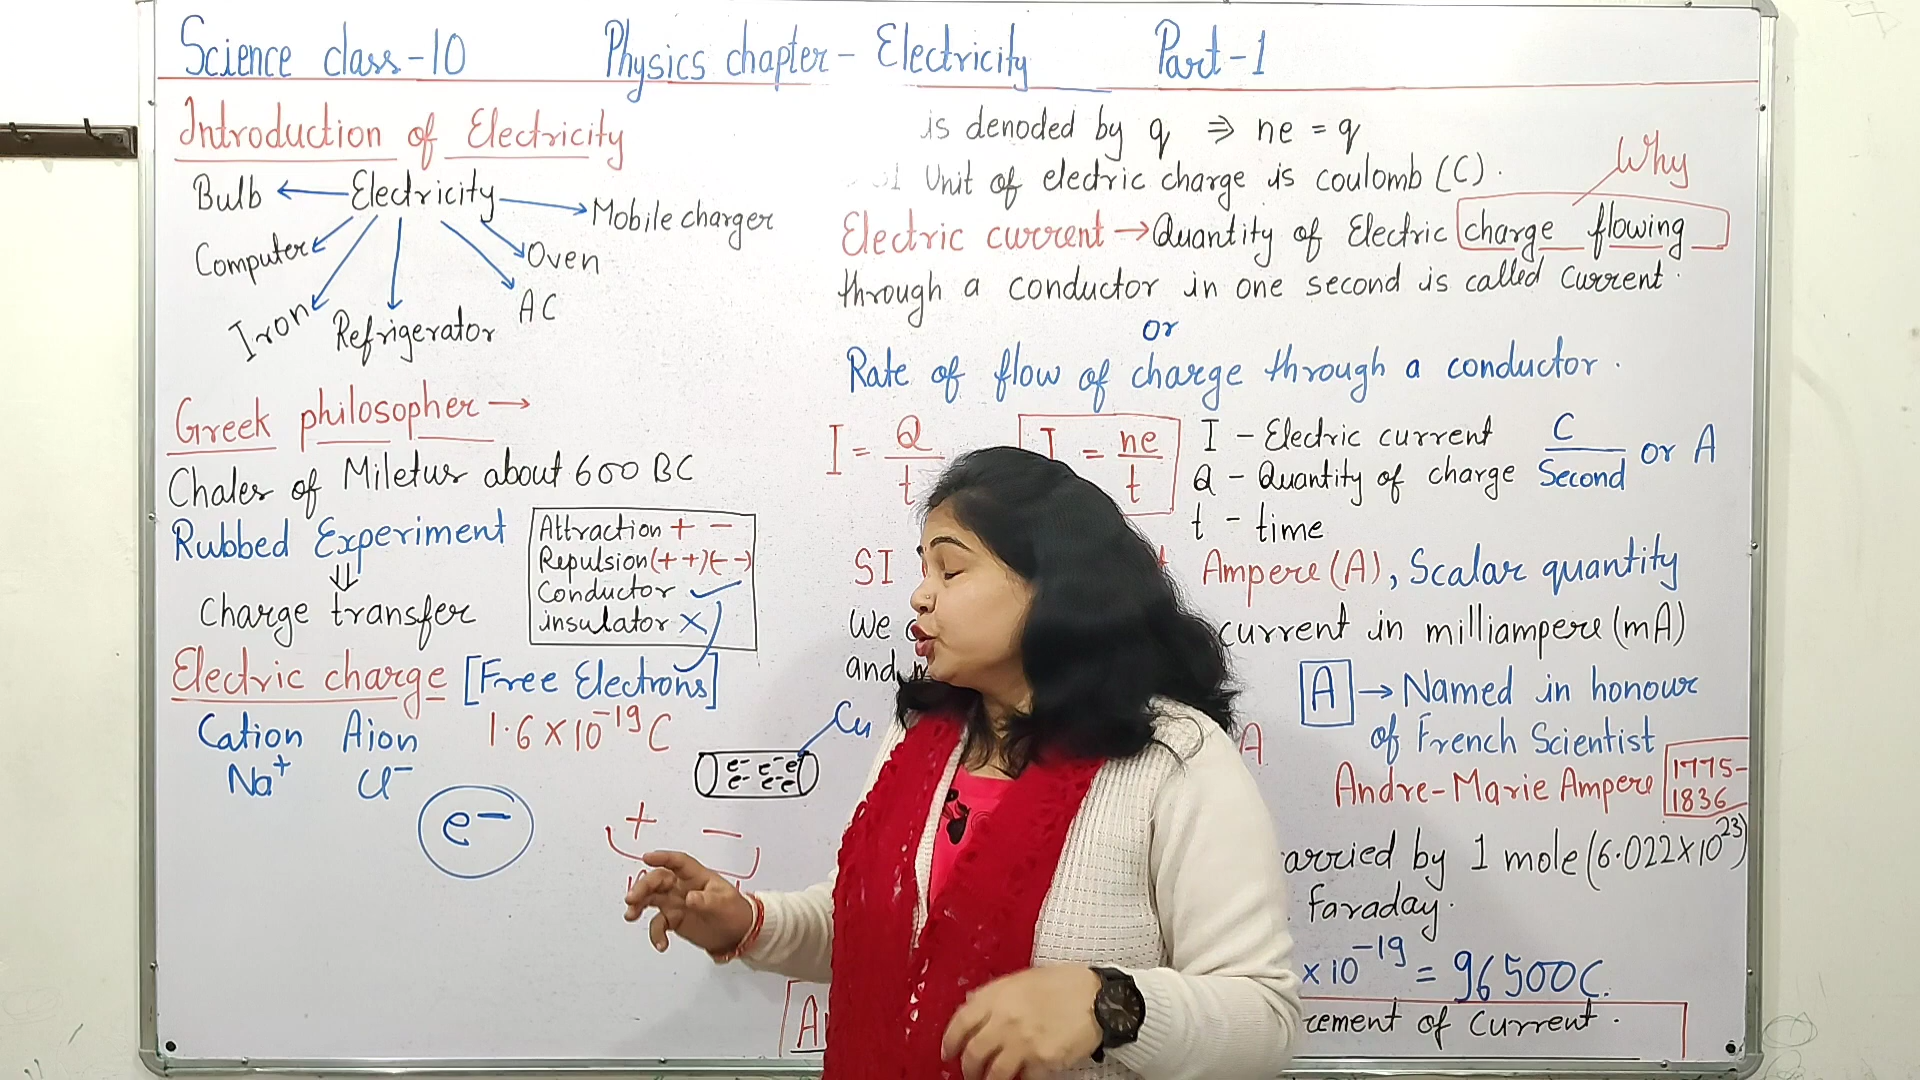 Science class-10 Physics chapter - Electricity Part-1
Introduction of Electricity
Bulb Electricity Mobile charger
Computer Oven
Iron Refrigerator AC
Greek philosopher →
Chales of Miletus about 600 BC
Rubbed Experiment
⇓
Charge transfer
Attraction + -
Repulsion (+ +) (- -)
Conductor ✓
insulator ×
Electric charge [Free Electrons]
Cation Aion 1.6 × 10⁻¹⁹ C
Na⁺ Cl⁻
Cu
e⁻ e⁻ e⁻
e⁻ e⁻ e⁻
e⁻
+ -
is denoded by q ⇒ ne = q
Unit of electric charge is coulomb (C).
Why
Electric current → Quantity of Electric charge flowing
through a conductor in one second is called Current.
or
Rate of flow of charge through a conductor.
I = Q/t I = ne/t
I - Electric current C/Second or A
Q - Quantity of charge
t - time
SI Ampere (A), Scalar quantity
We current in milliampere (mA)
and
A → Named in honour
of French Scientist
A
Andre-Marie Ampere 1775-1836
arried by 1 mole (6.022×10²³)
Faraday.
× 10⁻¹⁹ = 96500C.
rement of Current.